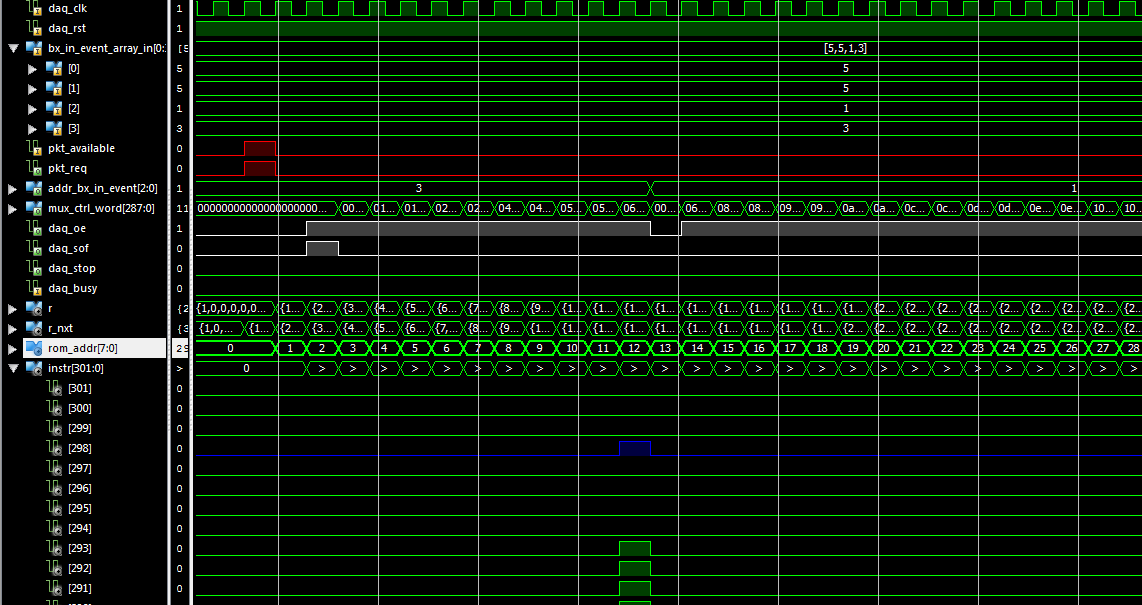 daq_clk 1
daq_rst 1
bx_in_event_array_in[0: [5 [5,5,1,3]
[0] 5 5
[1] 5 5
[2] 1 1
[3] 3 3
pkt_available 0
pkt_req 0
addr_bx_in_event[2:0] 1 3 1
mux_ctrl_word[287:0] 11 00000000000000000000... 00... 01... 01... 02... 02... 04... 04... 05... 05... 06... 00... 06... 08... 08... 09... 09... 0a... 0a... 0c... 0c... 0d... 0d... 0e... 0e... 10... 10...
daq_oe 1
daq_sof 0
daq_stop 0
daq_busy 0
r {2 {1,0,0,0,0,0... {1... {2... {3... {4... {5... {6... {7... {8... {9... {1... {1... {1... {1... {1... {1... {1... {1... {1... {1... {2... {2... {2... {2... {2... {2... {2... {2... {2...
r_nxt {3 {1,0,... {1... {2... {3... {4... {5... {6... {7,... {8... {9... {1... {1... {1... {1... {1... {1... {1... {1... {1... {1... {2... {2... {2... {2... {2... {2... {2... {2... {2...
rom_addr[7:0] 29 0 1 2 3 4 5 6 7 8 9 10 11 12 13 14 15 16 17 18 19 20 21 22 23 24 25 26 27 28
instr[301:0] > 0 > > > > > > > > > > > > > > > > > > > > > > > > > > >
[301] 0
[300] 0
[299] 0
[298] 0
[297] 0
[296] 0
[295] 0
[294] 0
[293] 0
[292] 0
[291] 0